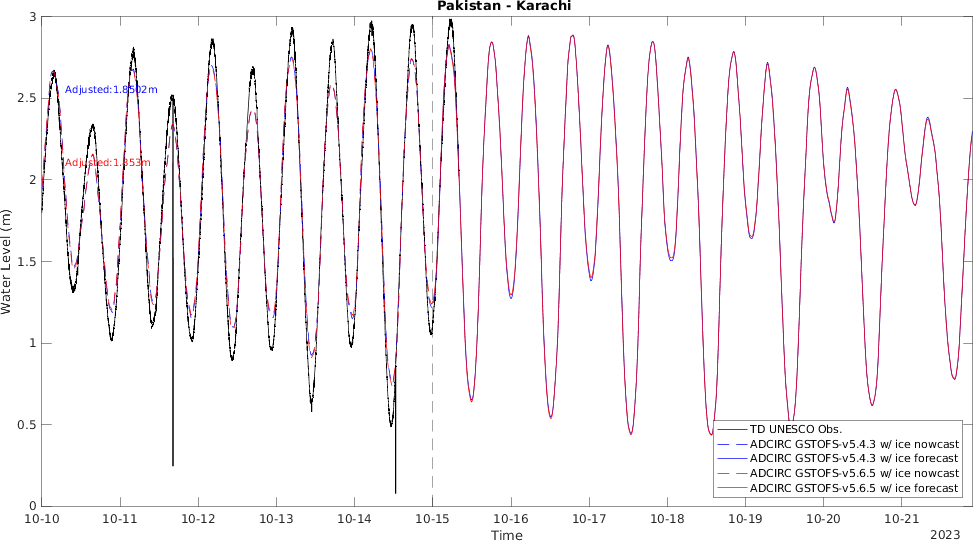 Pakistan - Karachi
3
2.5
2
1.5
1
0.5
0
Water Level (m)
Adjusted:1.8502m
Adjusted:1.853m
TD UNESCO Obs.
ADCIRC GSTOFS-v5.4.3 w/ ice nowcast
ADCIRC GSTOFS-v5.4.3 w/ ice forecast
ADCIRC GSTOFS-v5.6.5 w/ ice nowcast
ADCIRC GSTOFS-v5.6.5 w/ ice forecast
10-10 10-11 10-12 10-13 10-14 10-15 10-16 10-17 10-18 10-19 10-20 10-21
Time
2023